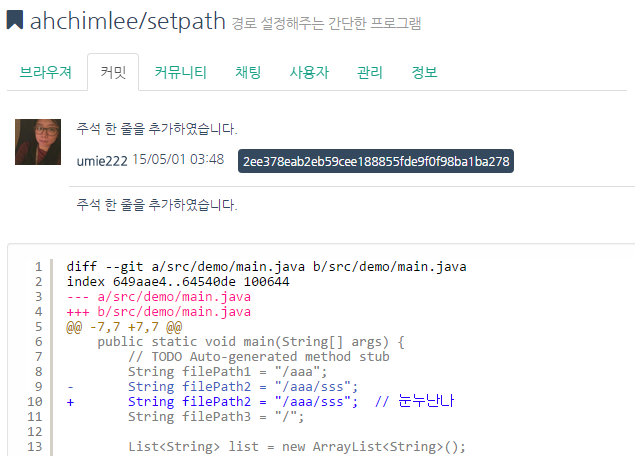 ahchimlee/setpath 경로 설정해주는 간단한 프로그램
브라우져 커밋 커뮤니티 채팅 사용자 관리 정보
주석 한 줄을 추가하였습니다.
umie222 15/05/01 03:48 2ee378eab2eb59cee188855fde9f0f98ba1ba278
주석 한 줄을 추가하였습니다.
1 diff --git a/src/demo/main.java b/src/demo/main.java
2 index 649aae4..64540de 100644
3 --- a/src/demo/main.java
4 +++ b/src/demo/main.java
5 @@ -7,7 +7,7 @@
6 public static void main(String[] args) {
7 // TODO Auto-generated method stub
8 String filePath1 = "/aaa";
9 - String filePath2 = "/aaa/sss";
10 + String filePath2 = "/aaa/sss"; // 눈누난나
11 String filePath3 = "/";
12
13 List<String> list = new ArrayList<String>();